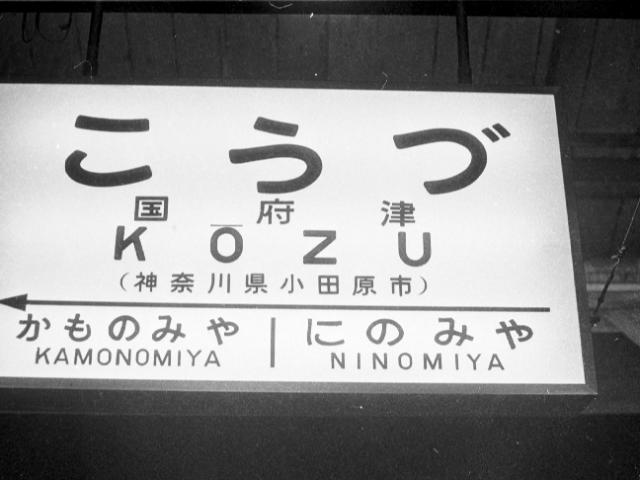 こうづ
国府津
KŌZU
(神奈川県小田原市)
かものみや にのみや
KAMONOMIYA NINOMIYA